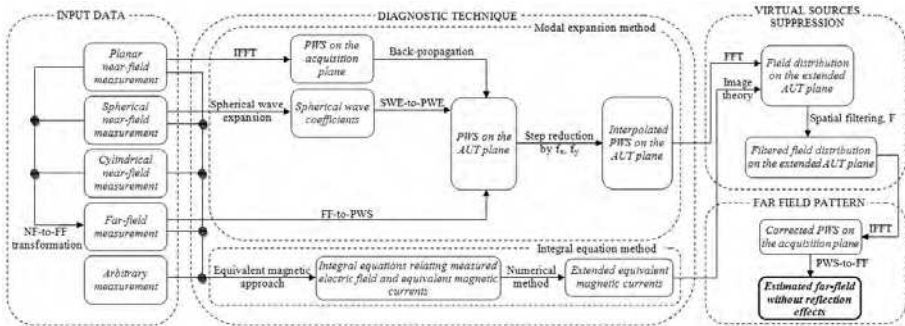 INPUT DATA
Planar
near-field
measurement
Spherical
near-field
measurement
Cylindrical
near-field
measurement
NF-to-FF
transformation
Far-field
measurement
Arbitrary
measurement
DIAGNOSTIC TECHNIQUE
Modal expansion method
IFFT
PWS on the
acquisition
plane
Back-propagation
Spherical wave
expansion
Spherical wave
coefficients
SWE-to-PWE
PWS on the
AUT plane
Step reduction
by fₓ, fᵧ
Interpolated
PWS on the
AUT plane
FF-to-PWS
Integral equation method
Equivalent magnetic
approach
Integral equations relating measured
electric field and equivalent magnetic
currents
Numerical
method
Extended equivalent
magnetic currents
VIRTUAL SOURCES
SUPPRESSION
FFT
Image
theory
Field distribution
on the extended
AUT plane
Spatial filtering, F
Filtered field distribution
on the extended AUT plane
FAR FIELD PATTERN
Corrected PWS on
the acquisition plane
IFFT
PWS-to-FF
Estimated far-field
without reflection
effects